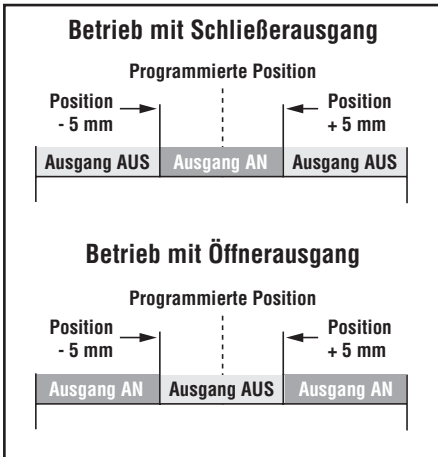 Betrieb mit Schließerausgang
Programmierte Position
Position Position
- 5 mm + 5 mm
Ausgang AUS Ausgang AN Ausgang AUS
Betrieb mit Öffnerausgang
Programmierte Position
Position Position
- 5 mm + 5 mm
Ausgang AN Ausgang AUS Ausgang AN